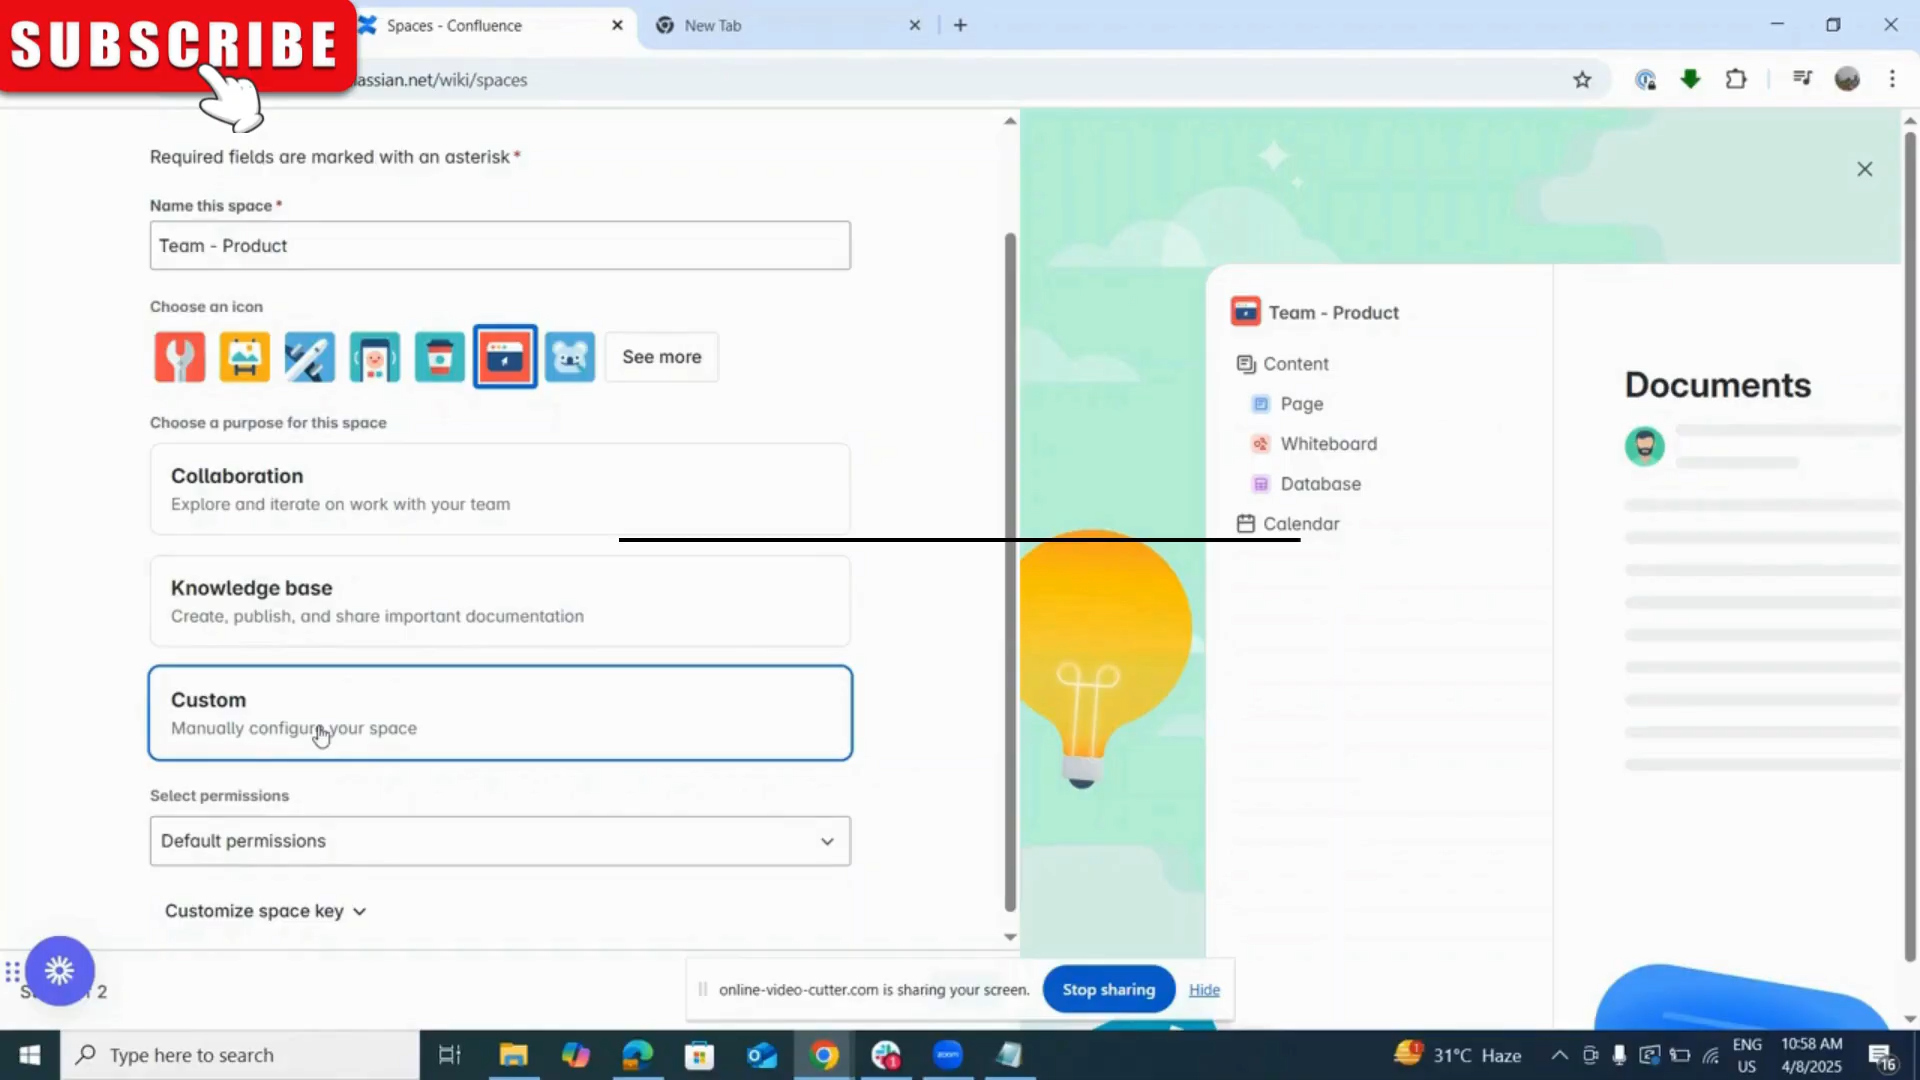 SUBSCRIBE
Spaces - Confluence
New Tab
assian.net/wiki/spaces
Required fields are marked with an asterisk *
Name this space *
Team - Product
Choose an icon
See more
Choose a purpose for this space
Collaboration
Explore and iterate on work with your team
Knowledge base
Create, publish, and share important documentation
Custom
Manually configure your space
Select permissions
Default permissions
Customize space key
2
Team - Product
Content
Page
Whiteboard
Database
Calendar
Documents
online-video-cutter.com is sharing your screen.
Stop sharing
Hide
Type here to search
zoom
1
31°C Haze
ENG
US
10:58 AM
4/8/2025
16